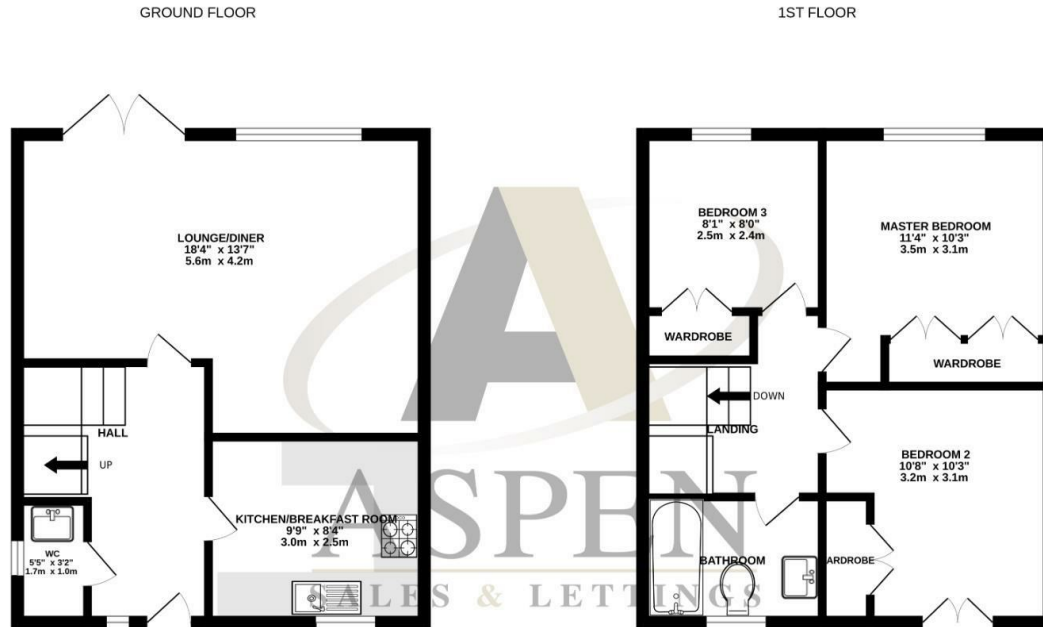 GROUND FLOOR
1ST FLOOR
LOUNGE/DINER
18'4" x 13'7"
5.6m x 4.2m
HALL
UP
WC
5'5" x 3'2"
1.7m x 1.0m
KITCHEN/BREAKFAST ROOM
9'9" x 8'4"
3.0m x 2.5m
BEDROOM 3
8'1" x 8'0"
2.5m x 2.4m
WARDROBE
MASTER BEDROOM
11'4" x 10'3"
3.5m x 3.1m
WARDROBE
DOWN
LANDING
BEDROOM 2
10'8" x 10'3"
3.2m x 3.1m
ARDROBE
BATHROOM
ASPEN
SALES & LETTINGS